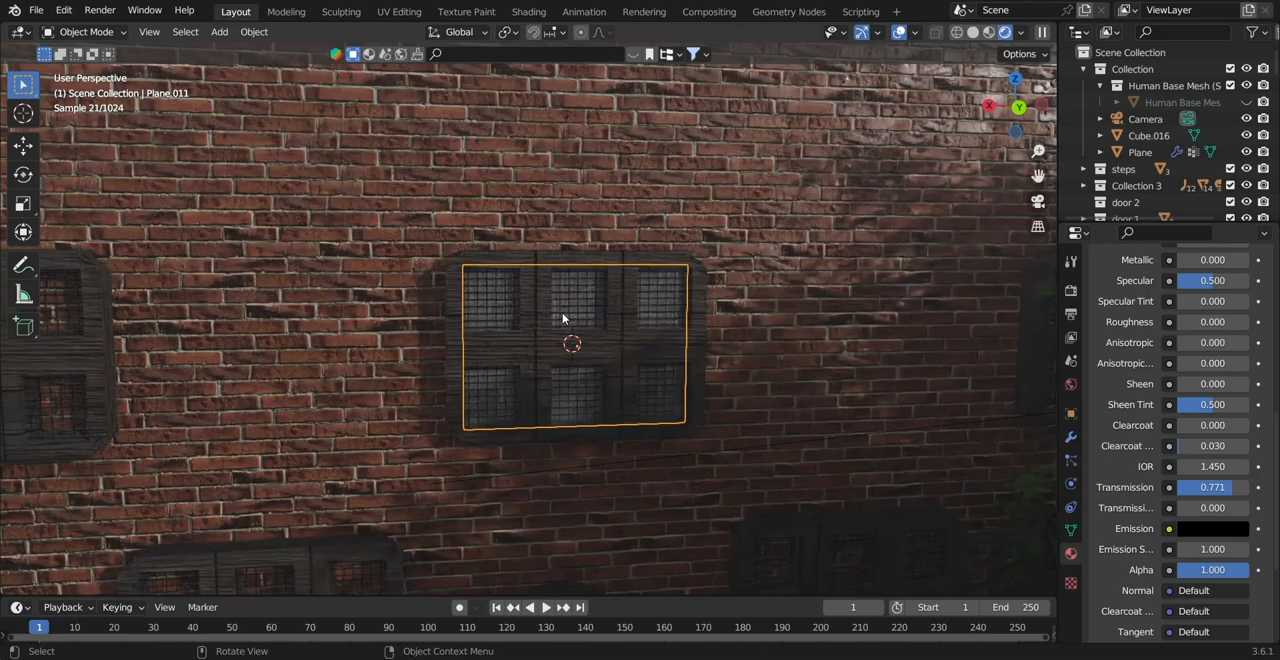 File Edit Render Window Help Layout Modeling Sculpting UV Editing Texture Paint Shading Animation Rendering Compositing Geometry Nodes Scripting + Scene ViewLayer
Object Mode View Select Add Object Global Options
User Perspective
(1) Scene Collection | Plane.011
Sample 21/1024
Z
X
Y
Scene Collection
Collection
Human Base Mesh (S
Human Base Mes
Camera
Cube.016
Plane
steps 3
Collection 3 12 14
door 2
door 1
Metallic 0.000
Specular 0.500
Specular Tint 0.000
Roughness 0.000
Anisotropic 0.000
Anisotropic... 0.000
Sheen 0.000
Sheen Tint 0.500
Clearcoat 0.000
Clearcoat ... 0.030
IOR 1.450
Transmission 0.771
Transmissi... 0.000
Emission
Emission S... 1.000
Alpha 1.000
Normal Default
Clearcoat ... Default
Tangent Default
Playback Keying View Marker 1 Start 1 End 250
1 10 20 30 40 50 60 70 80 90 100 110 120 130 140 150 160 170 180 190 200 210 220 230 240 250
Select Rotate View Object Context Menu 3.6.1